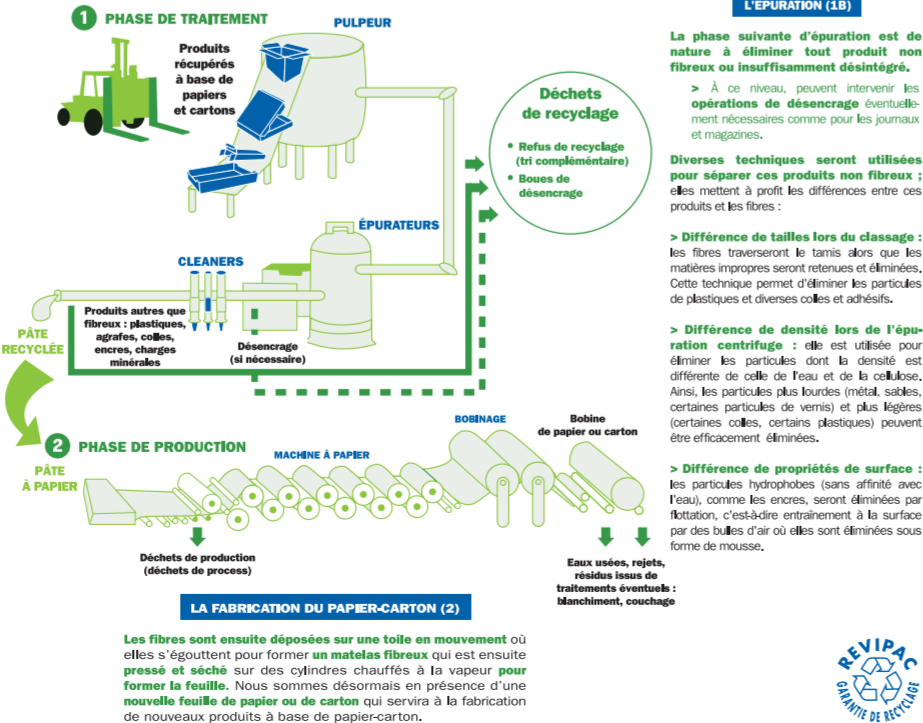 1 PHASE DE TRAITEMENT
PULPEUR
Produits
récupérés
à base de
papiers
et cartons
Déchets
de recyclage
• Refus de recyclage
(tri complémentaire)
• Boues de
désencrage
ÉPURATEURS
CLEANERS
Produits autres que
fibreux : plastiques,
agrafes, colles,
encres, charges
minérales
Désencrage
(si nécessaire)
PÂTE
RECYCLÉE
2 PHASE DE PRODUCTION
PÂTE
À PAPIER
MACHINE À PAPIER
BOBINAGE
Bobine
de papier ou carton
Déchets de production
(déchets de process)
Eaux usées, rejets,
résidus issus de
traitements éventuels :
blanchiment, couchage
LA FABRICATION DU PAPIER-CARTON (2)
Les fibres sont ensuite déposées sur une toile en mouvement où
elles s'égouttent pour former un matelas fibreux qui est ensuite
pressé et séché sur des cylindres chauffés à la vapeur pour
former la feuille. Nous sommes désormais en présence d'une
nouvelle feuille de papier ou de carton qui servira à la fabrication
de nouveaux produits à base de papier-carton.
L'ÉPURATION (1B)
La phase suivante d'épuration est de
nature à éliminer tout produit non
fibreux ou insuffisamment désintégré.
> À ce niveau, peuvent intervenir les
opérations de désencrage éventuelle-
ment nécessaires comme pour les journaux
et magazines.
Diverses techniques seront utilisées
pour séparer ces produits non fibreux ;
elles mettent à profit les différences entre ces
produits et les fibres :
> Différence de tailles lors du classage :
les fibres traverseront le tamis alors que les
matières impropres seront retenues et éliminées.
Cette technique permet d'éliminer les particules
de plastiques et diverses colles et adhésifs.
> Différence de densité lors de l'épu-
ration centrifuge : elle est utilisée pour
éliminer les particules dont la densité est
différente de celle de l'eau et de la cellulose.
Ainsi, les particules plus lourdes (métal, sables,
certaines particules de vernis) et plus légères
(certaines colles, certains plastiques) peuvent
être efficacement éliminées.
> Différence de propriétés de surface :
les particules hydrophobes (sans affinité avec
l'eau), comme les encres, seront éliminées par
flottation, c'est-à-dire entraînement à la surface
par des bulles d'air où elles sont éliminées sous
forme de mousse.
REVIPAC
GARANTIE DE RECYCLAGE